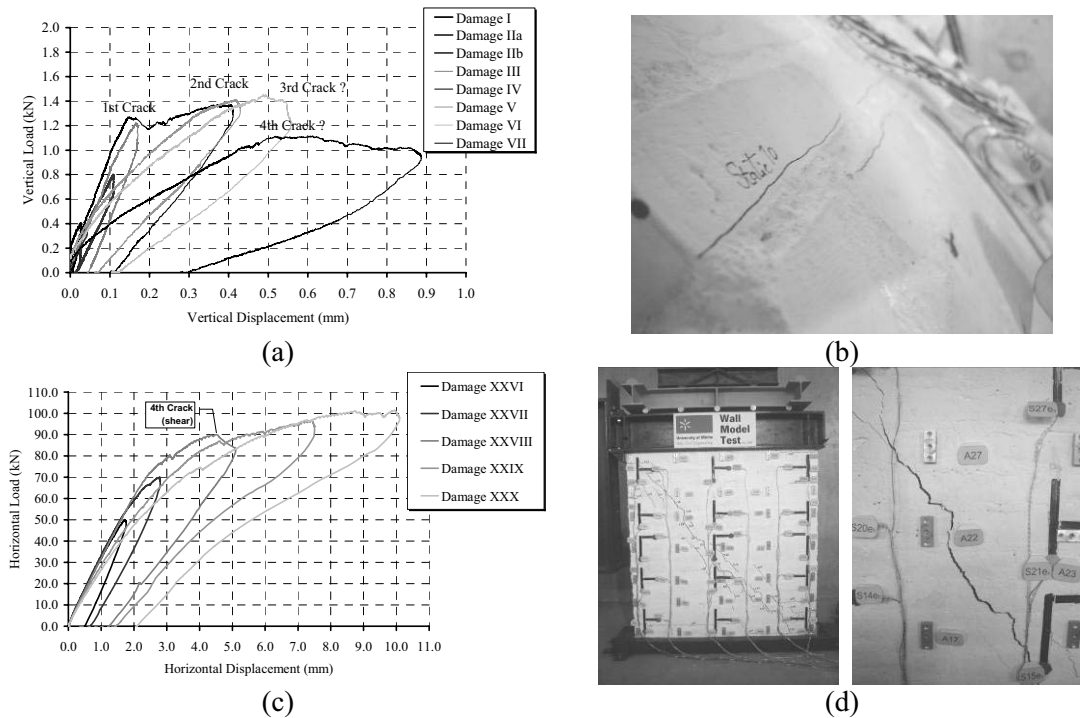 2.0
1.8
1.6
1.4
1.2
1.0
0.8
0.6
0.4
0.2
0.0
Vertical Load (kN)
0.0 0.1 0.2 0.3 0.4 0.5 0.6 0.7 0.8 0.9 1.0
Vertical Displacement (mm)
1st Crack
2nd Crack
3rd Crack ?
4th Crack ?
Damage I
Damage IIa
Damage IIb
Damage III
Damage IV
Damage V
Damage VI
Damage VII
(a)
(b)
110.0
100.0
90.0
80.0
70.0
60.0
50.0
40.0
30.0
20.0
10.0
0.0
Horizontal Load (kN)
0.0 1.0 2.0 3.0 4.0 5.0 6.0 7.0 8.0 9.0 10.0 11.0
Horizontal Displacement (mm)
4th Crack
(shear)
Damage XXVI
Damage XXVII
Damage XXVIII
Damage XXIX
Damage XXX
(c)
Wall
Model
Test
University of Minho
S27e
A27
S20e
A22
S21e
A23
S14e
A17
S15e
(d)